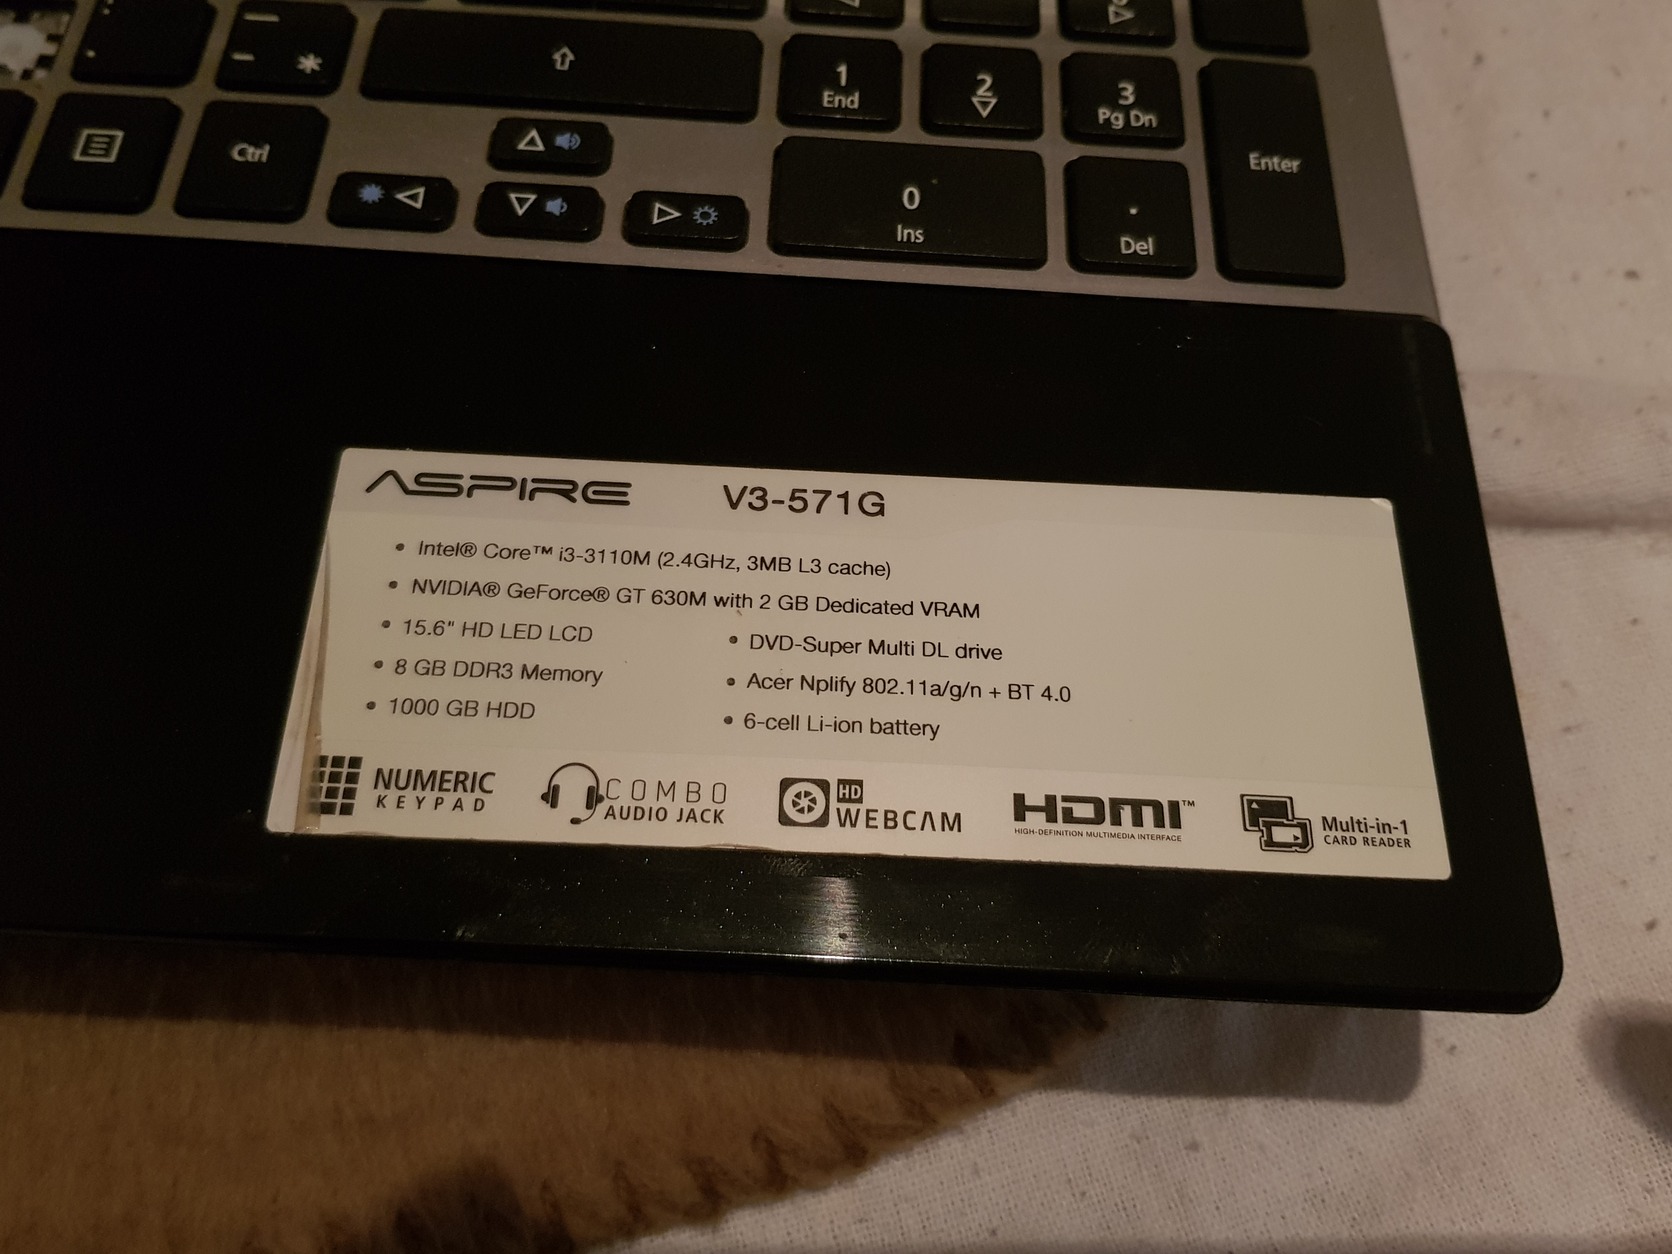 *
1
End
2
3
Pg Dn
Ctrl
Enter
0
Ins
.
Del
ASPIRE V3-571G
• Intel® Core™ i3-3110M (2.4GHz, 3MB L3 cache)
• NVIDIA® GeForce® GT 630M with 2 GB Dedicated VRAM
• 15.6" HD LED LCD
• DVD-Super Multi DL drive
• 8 GB DDR3 Memory
• Acer Nplify 802.11a/g/n + BT 4.0
• 1000 GB HDD
• 6-cell Li-ion battery
NUMERIC
KEYPAD
COMBO
AUDIO JACK
HD
WEBCAM
HDMI™
HIGH-DEFINITION MULTIMEDIA INTERFACE
Multi-in-1
CARD READER